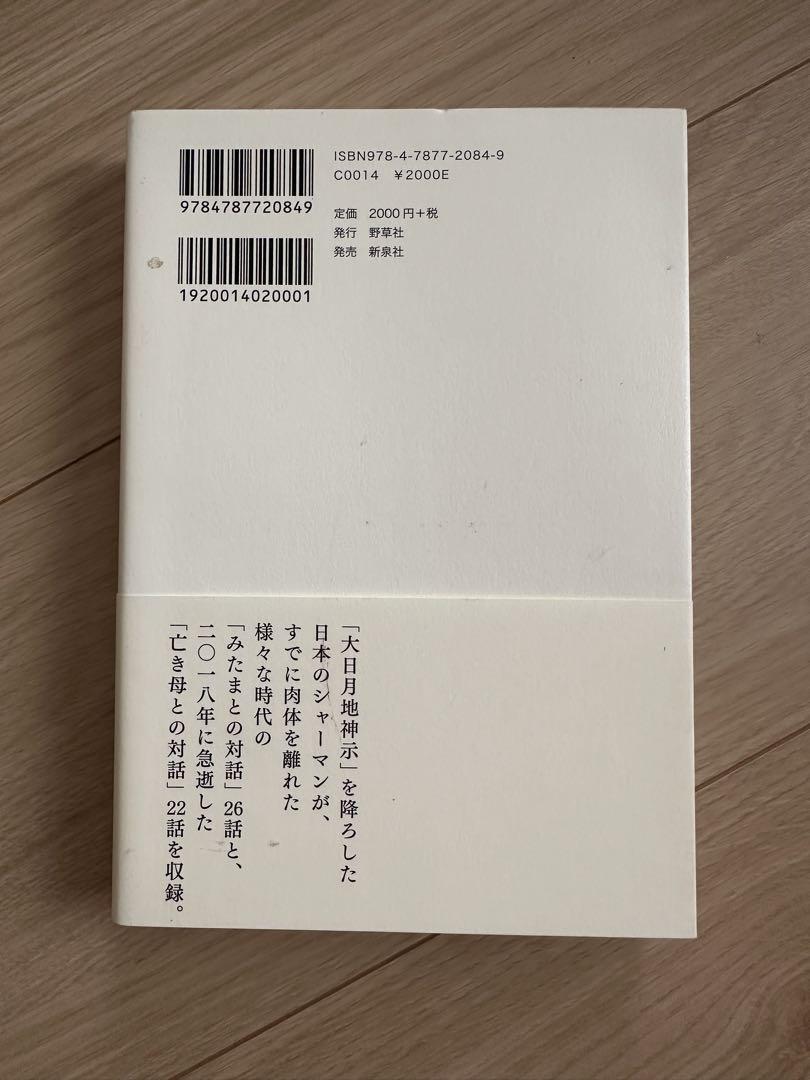 ISBN978-4-7877-2084-9
C0014 ¥2000E
9784787720849
定価 2000円+税
発行 野草社
発売 新泉社
1920014020001
「大日月地神示」を降ろした
日本のシャーマンが、
すでに肉体を離れた
様々な時代の
「みたまとの対話」26話と、
二〇一八年に急逝した
「亡き母との対話」22話を収録。